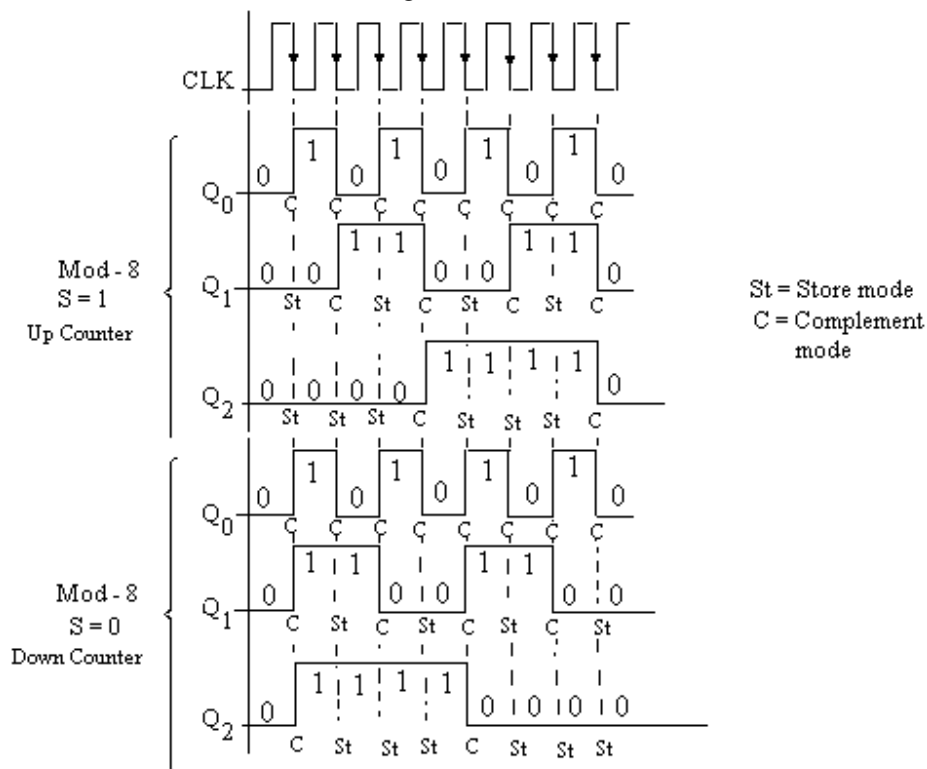 CLK
0 1 0 1 0 1 0 1 0
Q0
C C C C C C C C
Mod - 8
S = 1
Up Counter
0 0 1 1 0 0 1 1 0
Q1
St C St C St C St C
St = Store mode
C = Complement
mode
0 0 0 0 1 1 1 1 0
Q2
St St St C St St St C
0 1 0 1 0 1 0 1 0
Q0
C C C C C C C C
Mod - 8
S = 0
Down Counter
0 1 1 0 0 1 1 0 0
Q1
C St C St C St C St
0 1 1 1 1 0 0 0 0
Q2
C St St St C St St St